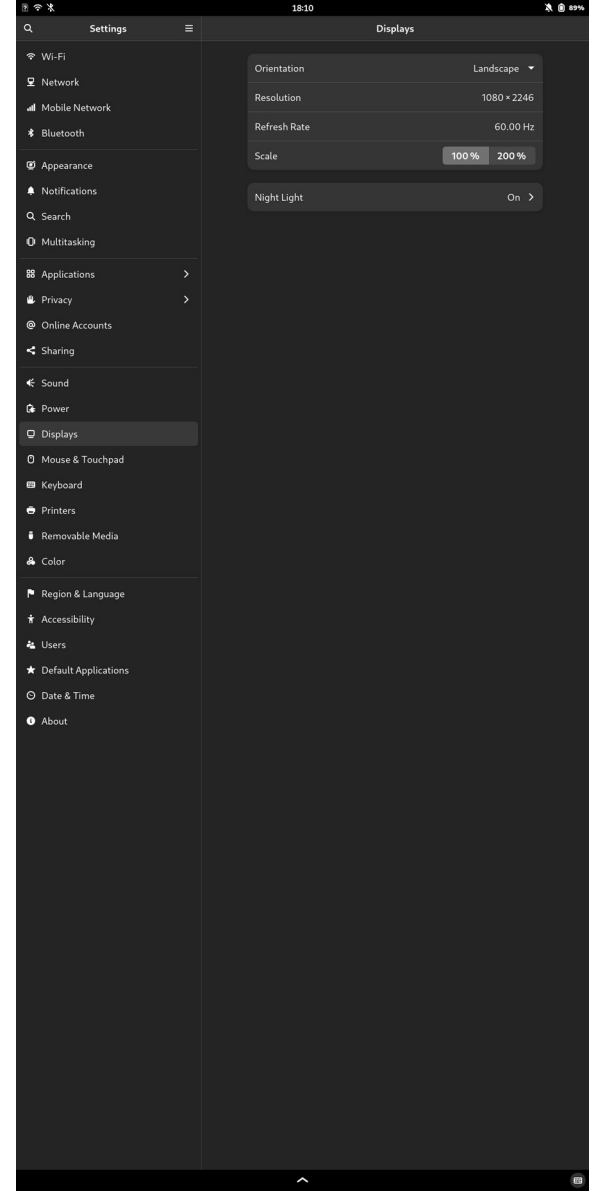 18:10
89%
Settings
Displays
Wi-Fi
Network
Mobile Network
Bluetooth
Appearance
Notifications
Search
Multitasking
Applications
Privacy
Online Accounts
Sharing
Sound
Power
Displays
Mouse & Touchpad
Keyboard
Printers
Removable Media
Color
Region & Language
Accessibility
Users
Default Applications
Date & Time
About
Orientation Landscape
Resolution 1080 × 2246
Refresh Rate 60.00 Hz
Scale 100 % 200 %
Night Light On